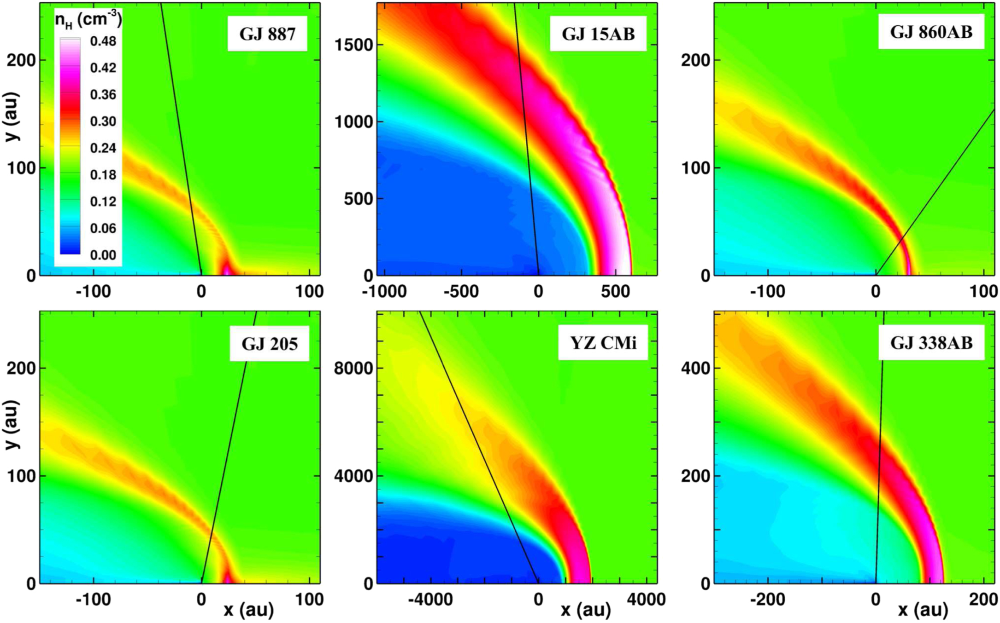 n_H (cm^-3)
0.48
0.42
0.36
0.30
0.24
0.18
0.12
0.06
0.00
GJ 887
y (au)
200
100
0
-100 0 100
GJ 15AB
1500
1000
500
0
-1000 -500 0 500
GJ 860AB
200
100
0
-100 0 100
GJ 205
y (au)
200
100
0
-100 0 100
x (au)
YZ CMi
8000
4000
0
-4000 0 4000
x (au)
GJ 338AB
400
200
0
-200 0 200
x (au)